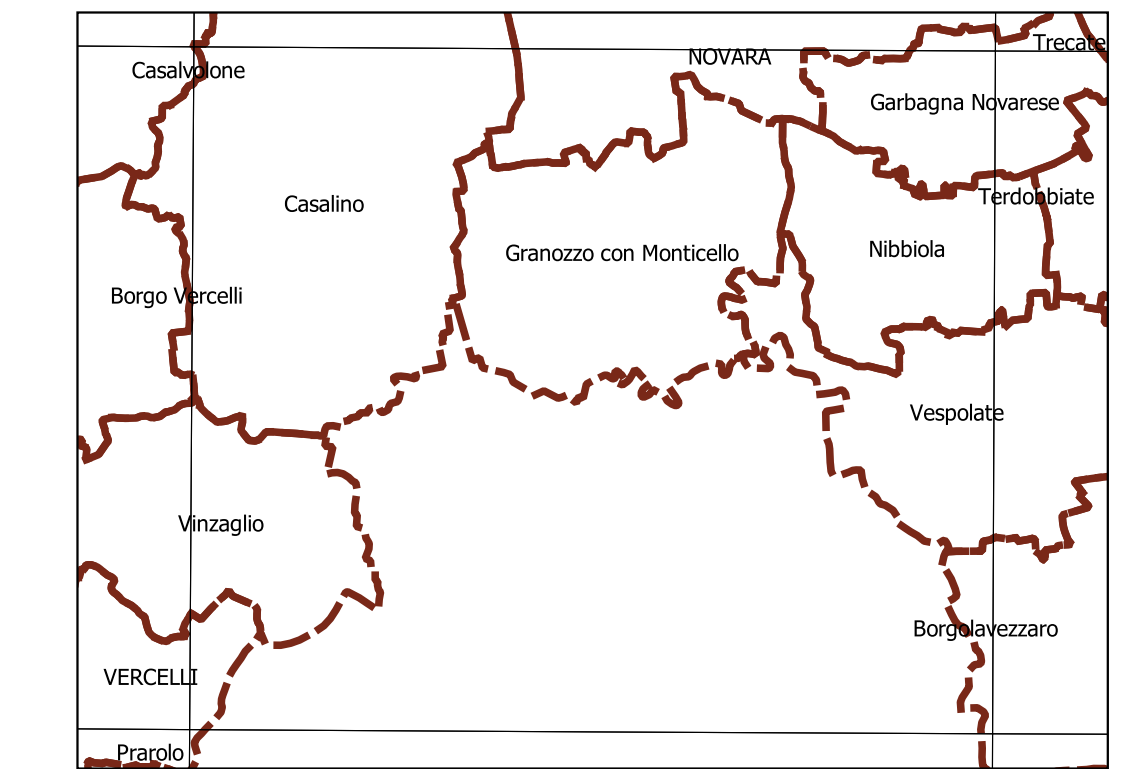 Trecate
NOVARA
Casalvolone
Garbagna Novarese
Terdobbiate
Casalino
Nibbiola
Granozzo con Monticello
Borgo Vercelli
Vespolate
Vinzaglio
Borgolavezzaro
VERCELLI
Prarolo